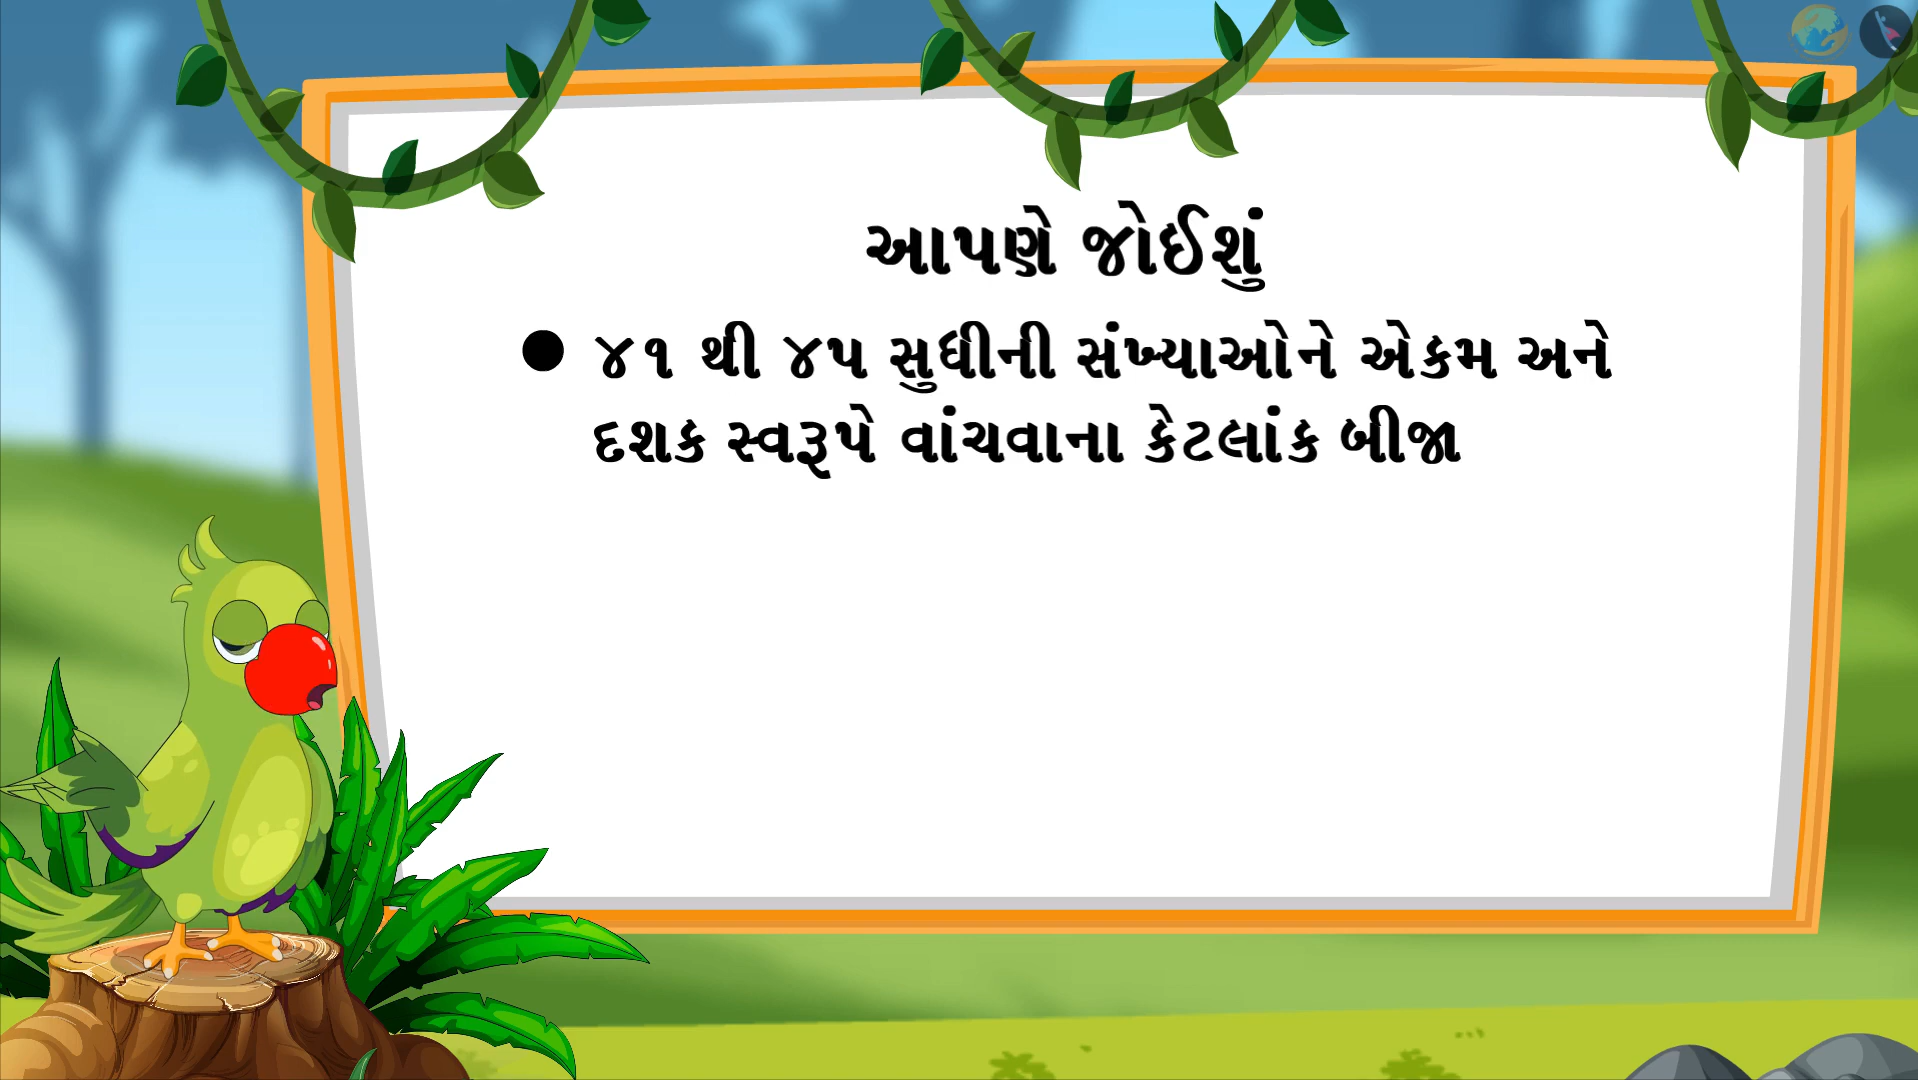 આપણે જોઈશું
● ૪૧ થી ૪૫ સુધીની સંખ્યાઓને એકમ અને
દશક સ્વરૂપે વાંચવાના કેટલાંક બીજા